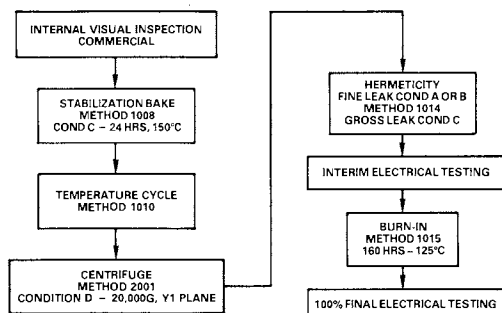 INTERNAL VISUAL INSPECTION
COMMERCIAL
STABILIZATION BAKE
METHOD 1008
COND C – 24 HRS, 150°C
TEMPERATURE CYCLE
METHOD 1010
CENTRIFUGE
METHOD 2001
CONDITION D – 20,000G, Y1 PLANE
HERMETICITY
FINE LEAK COND A OR B
METHOD 1014
GROSS LEAK COND C
INTERIM ELECTRICAL TESTING
BURN-IN
METHOD 1015
160 HRS – 125°C
100% FINAL ELECTRICAL TESTING